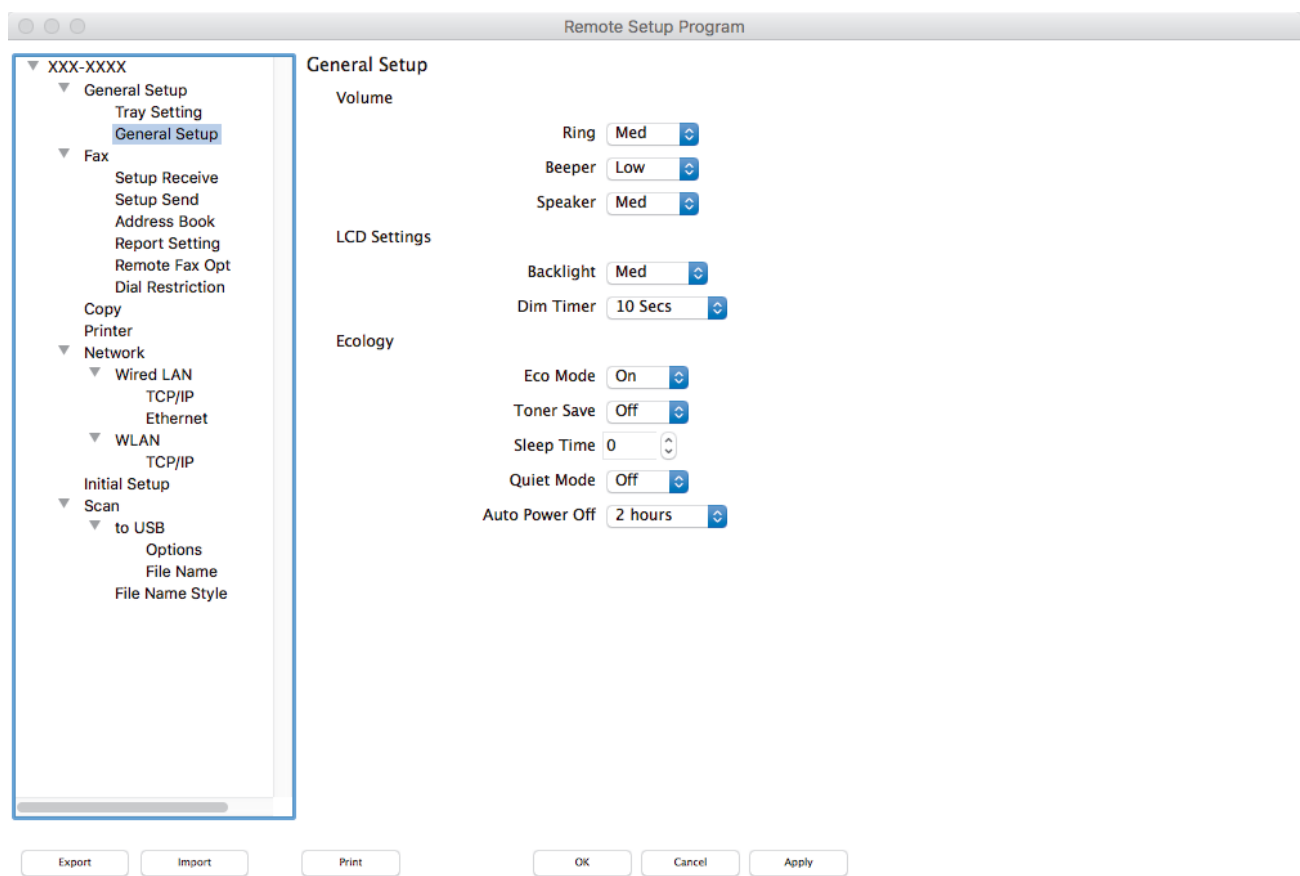 Remote Setup Program
XXX-XXXX
General Setup
Tray Setting
General Setup
Fax
Setup Receive
Setup Send
Address Book
Report Setting
Remote Fax Opt
Dial Restriction
Copy
Printer
Network
Wired LAN
TCP/IP
Ethernet
WLAN
TCP/IP
Initial Setup
Scan
to USB
Options
File Name
File Name Style
General Setup
Volume
Ring Med
Beeper Low
Speaker Med
LCD Settings
Backlight Med
Dim Timer 10 Secs
Ecology
Eco Mode On
Toner Save Off
Sleep Time 0
Quiet Mode Off
Auto Power Off 2 hours
Export Import Print OK Cancel Apply